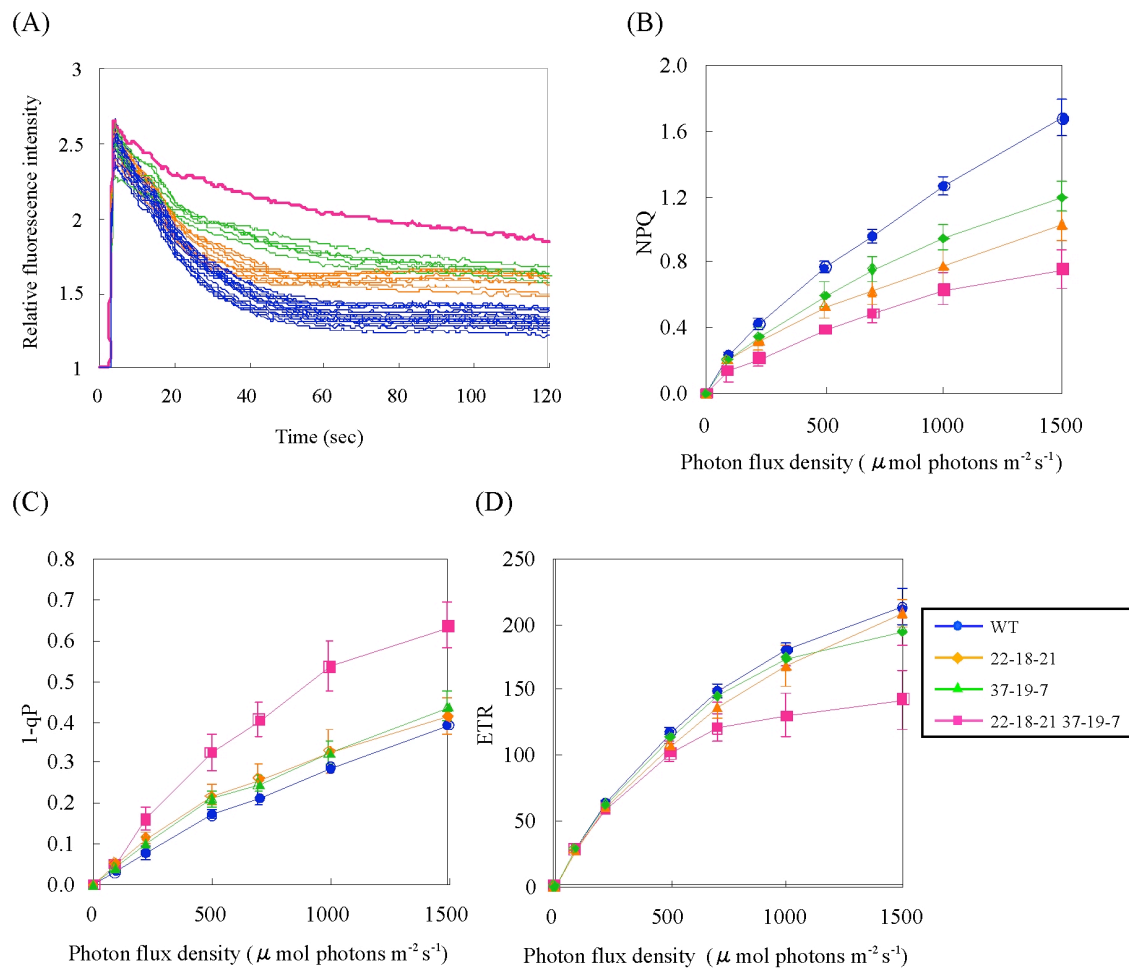 (A)
3
2.5
2
1.5
1
0 20 40 60 80 100 120
Relative fluorescence intensity
Time (sec)
(B)
2.0
1.6
1.2
0.8
0.4
0.0
0 500 1000 1500
NPQ
Photon flux density ( μ mol photons m⁻² s⁻¹)
(C)
0.8
0.7
0.6
0.5
0.4
0.3
0.2
0.1
0.0
0 500 1000 1500
1-qP
Photon flux density ( μ mol photons m⁻² s⁻¹)
(D)
250
200
150
100
50
0
0 500 1000 1500
ETR
Photon flux density ( μ mol photons m⁻² s⁻¹)
WT
22-18-21
37-19-7
22-18-21 37-19-7